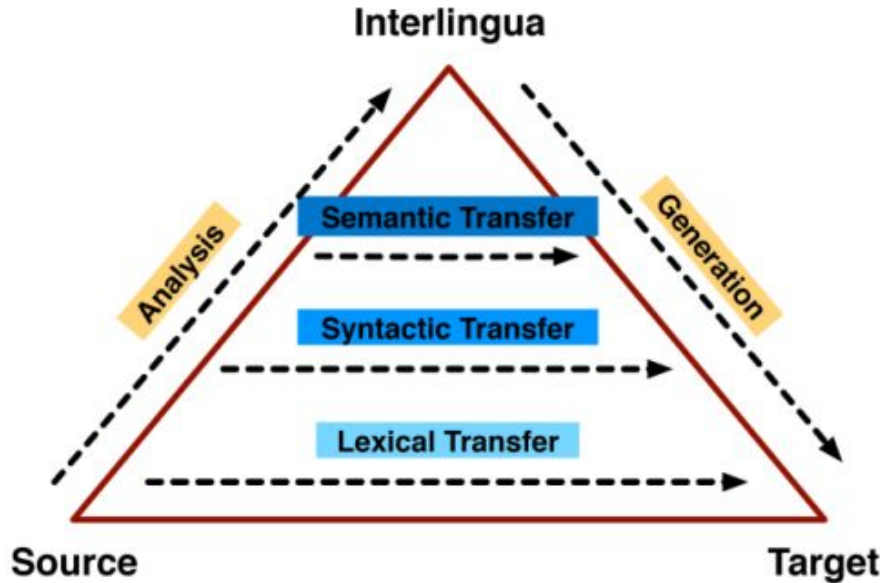 Interlingua
Semantic Transfer
Analysis
Generation
Syntactic Transfer
Lexical Transfer
Source
Target